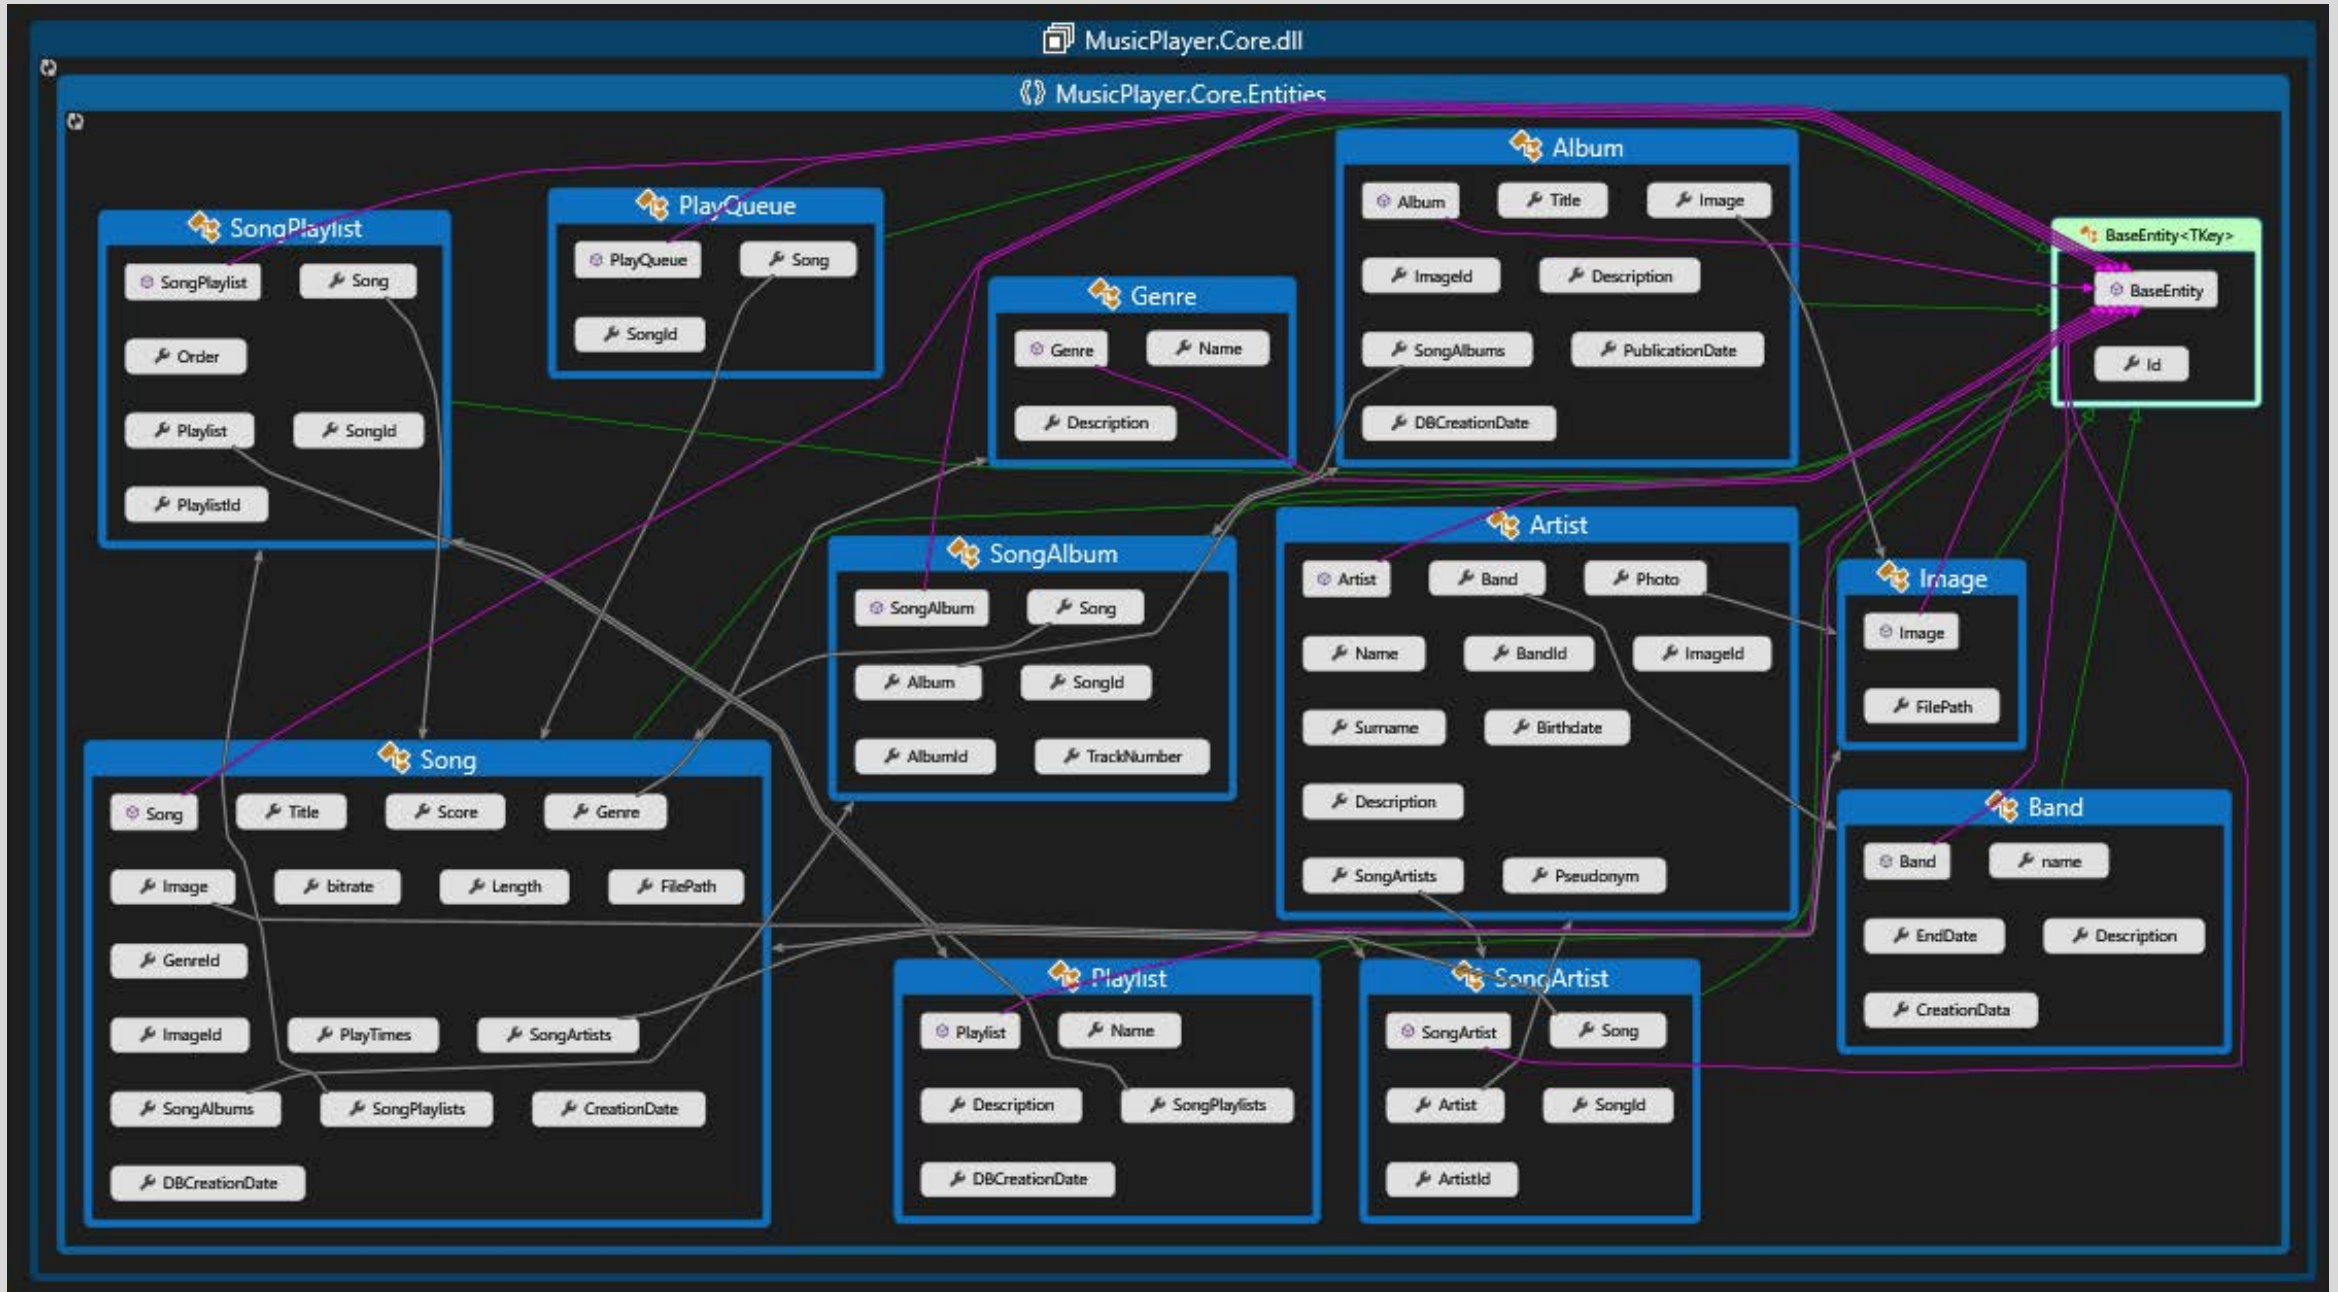 MusicPlayer.Core.dll
MusicPlayer.Core.Entities
SongPlaylist
SongPlaylist
Song
Order
Playlist
SongId
PlaylistId
PlayQueue
PlayQueue
Song
SongId
Genre
Genre
Name
Description
Album
Album
Title
Image
ImageId
Description
SongAlbums
PublicationDate
DBCreationDate
BaseEntity<TKey>
BaseEntity
Id
SongAlbum
SongAlbum
Song
Album
SongId
AlbumId
TrackNumber
Artist
Artist
Band
Photo
Name
BandId
ImageId
Surname
Birthdate
Description
SongArtists
Pseudonym
Image
Image
FilePath
Song
Song
Title
Score
Genre
Image
bitrate
Length
FilePath
GenreId
ImageId
PlayTimes
SongArtists
SongAlbums
SongPlaylists
CreationDate
DBCreationDate
Playlist
Playlist
Name
Description
SongPlaylists
DBCreationDate
SongArtist
SongArtist
Song
Artist
SongId
ArtistId
Band
Band
name
EndDate
Description
CreationData